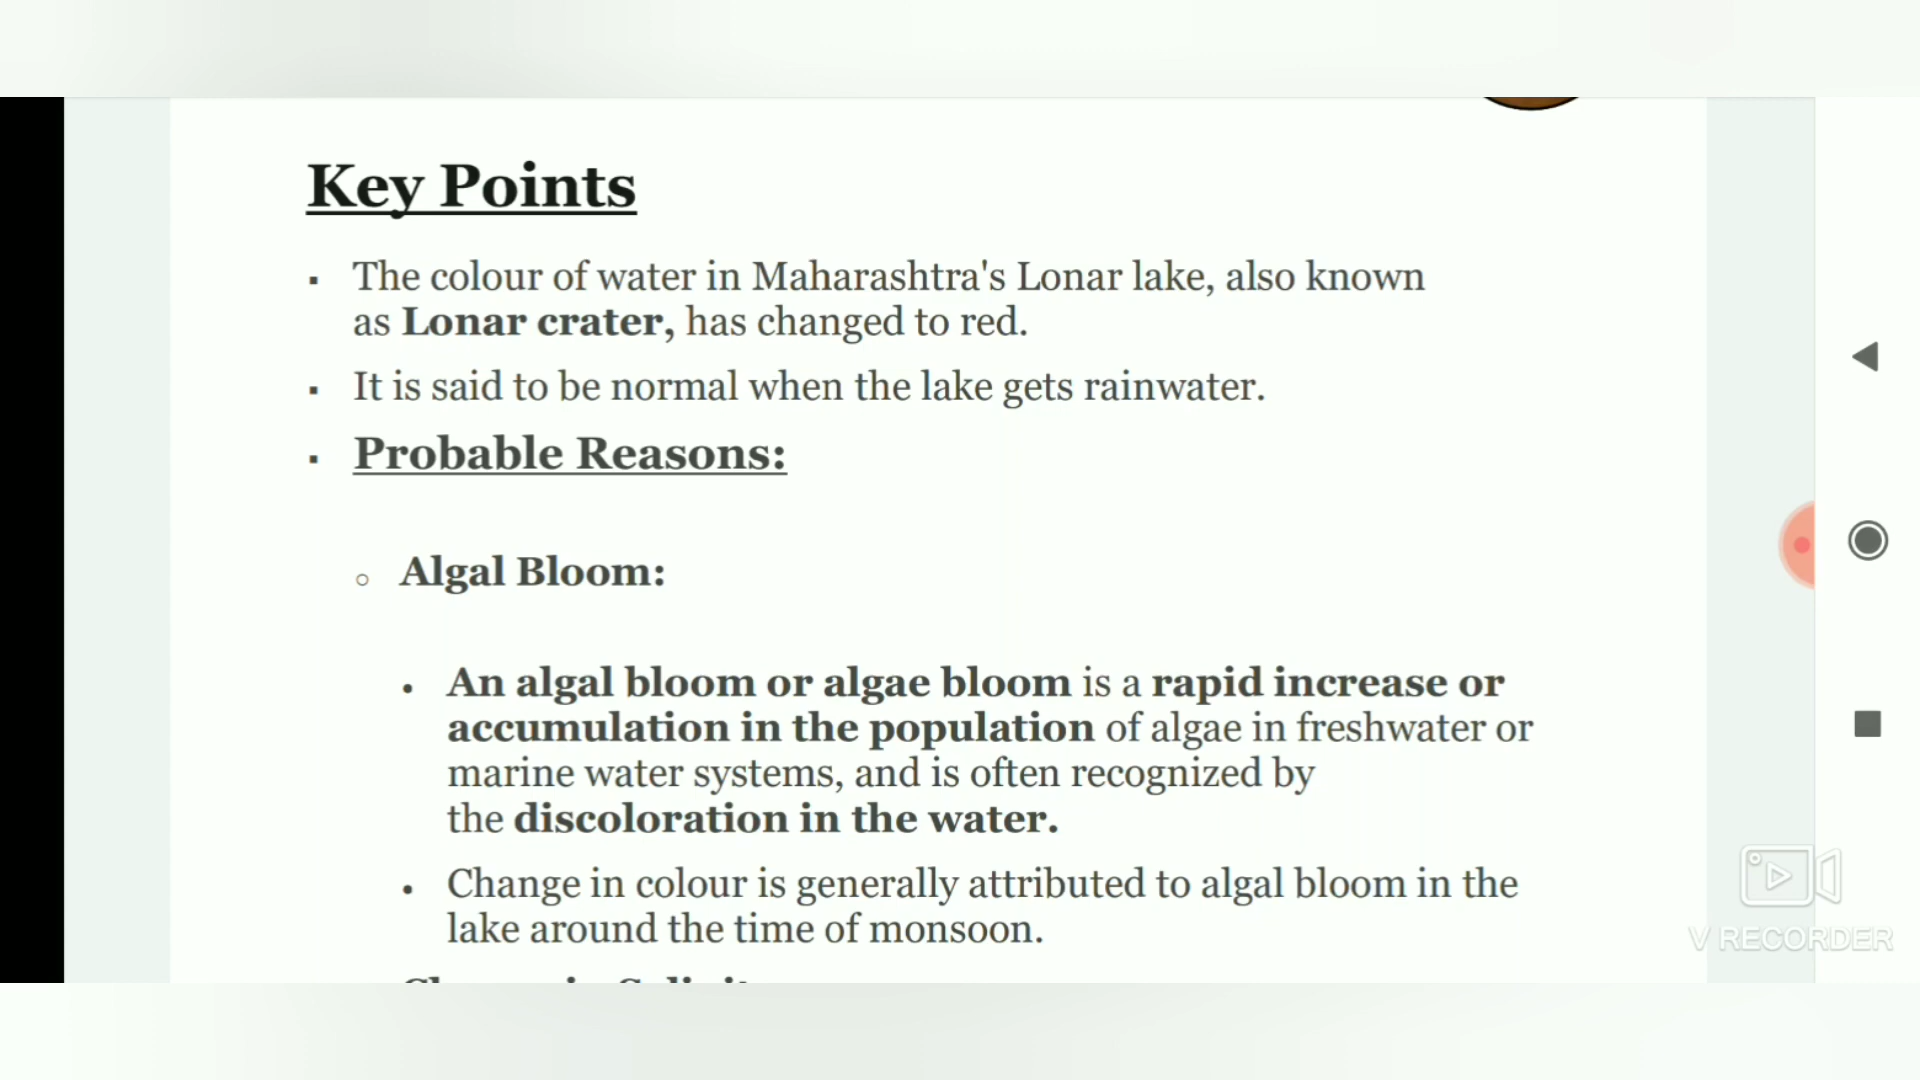 Key Points
▪ The colour of water in Maharashtra's Lonar lake, also known
as Lonar crater, has changed to red.
▪ It is said to be normal when the lake gets rainwater.
▪ Probable Reasons:
○ Algal Bloom:
• An algal bloom or algae bloom is a rapid increase or
accumulation in the population of algae in freshwater or
marine water systems, and is often recognized by
the discoloration in the water.
• Change in colour is generally attributed to algal bloom in the
lake around the time of monsoon.
V RECORDER